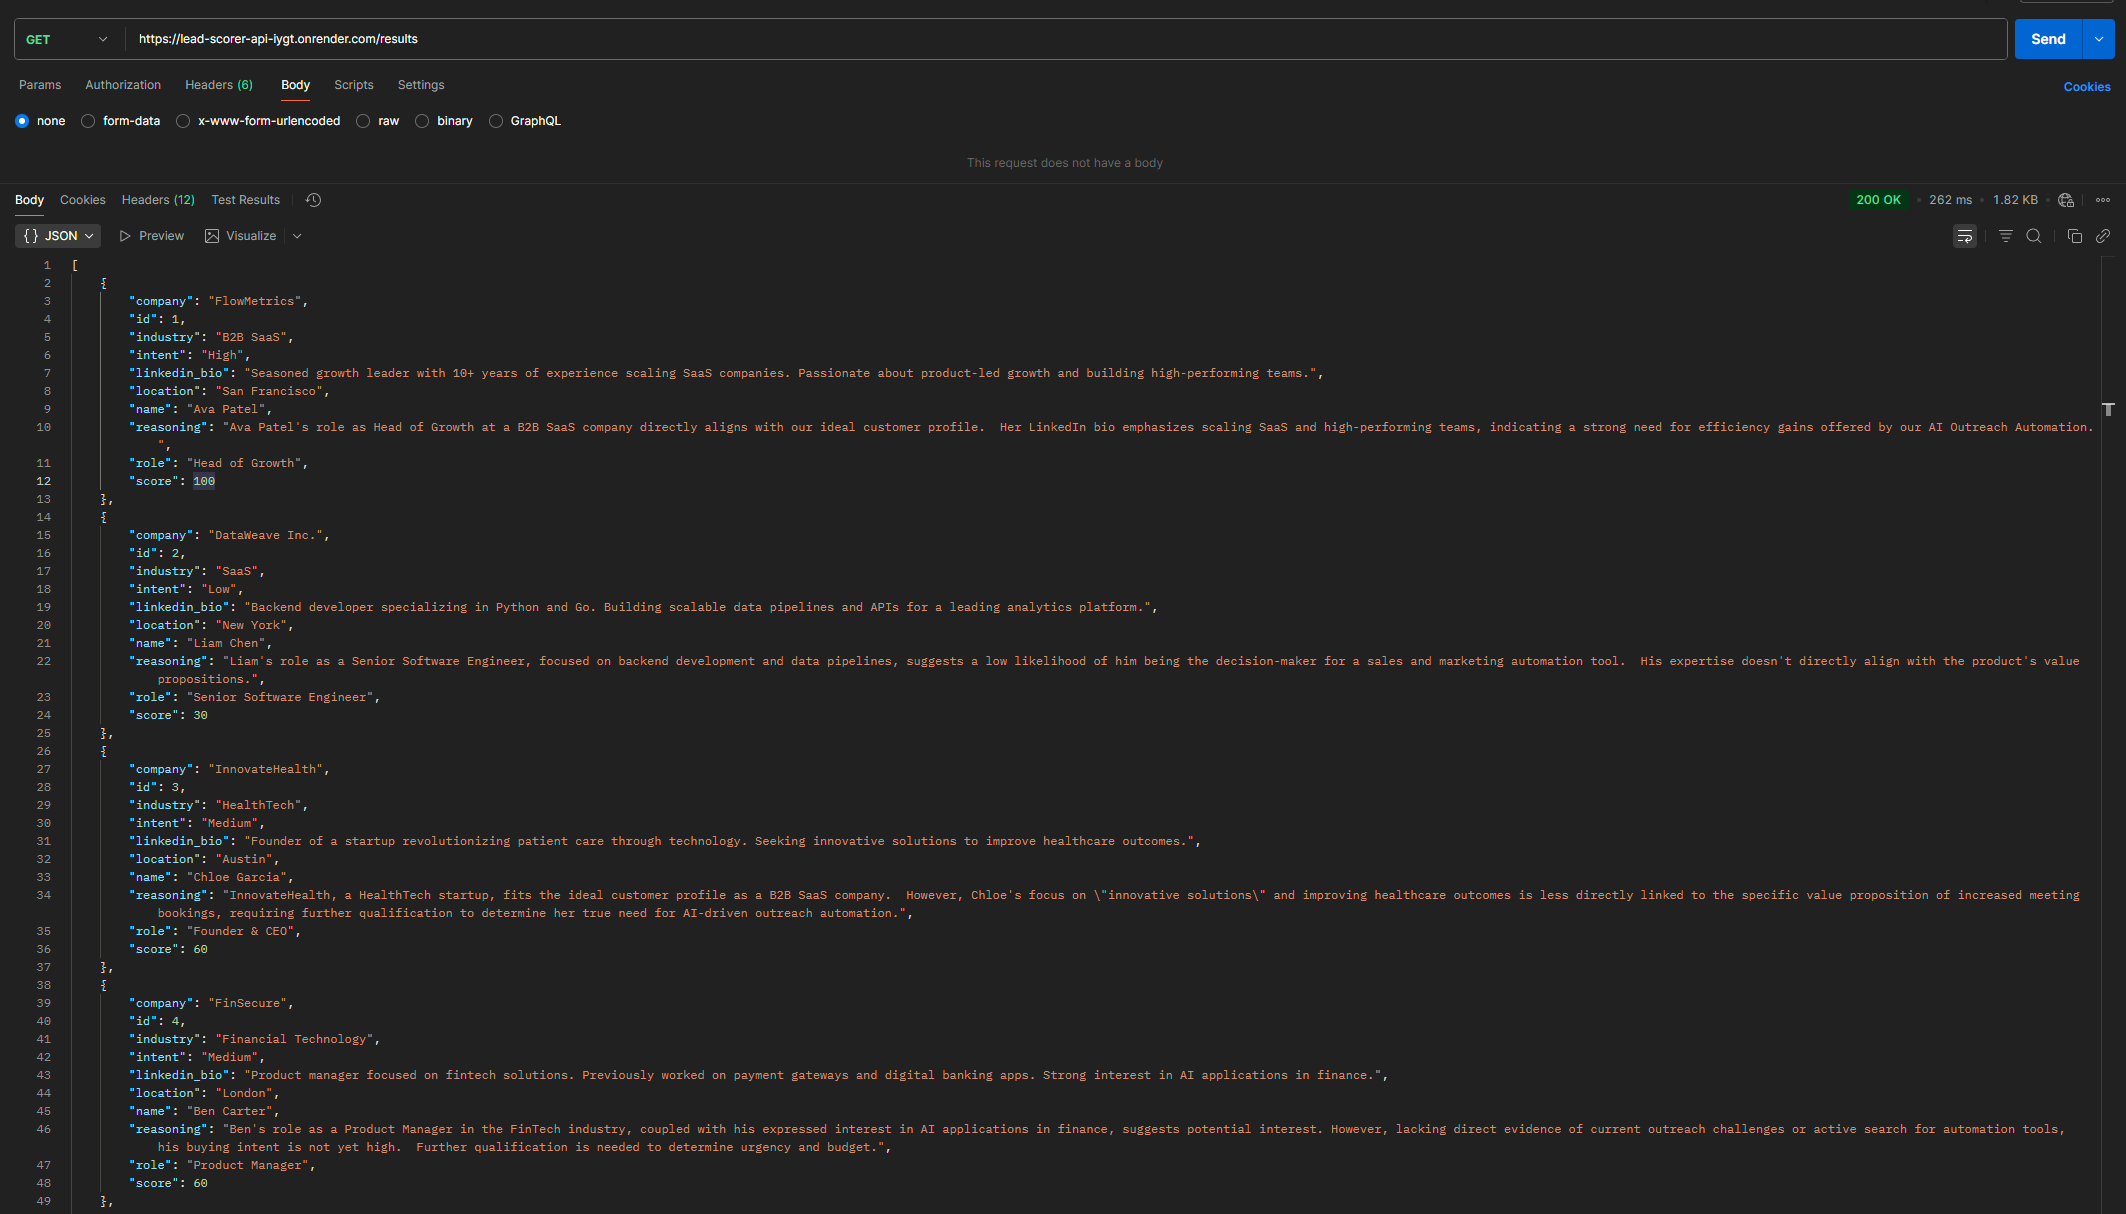 GET https://lead-scorer-api-iygt.onrender.com/results Send
Params Authorization Headers (6) Body Scripts Settings Cookies
none form-data x-www-form-urlencoded raw binary GraphQL
This request does not have a body
Body Cookies Headers (12) Test Results 200 OK • 262 ms • 1.82 KB •
{} JSON Preview Visualize
1 [
2 {
3 "company": "FlowMetrics",
4 "id": 1,
5 "industry": "B2B SaaS",
6 "intent": "High",
7 "linkedin_bio": "Seasoned growth leader with 10+ years of experience scaling SaaS companies. Passionate about product-led growth and building high-performing teams.",
8 "location": "San Francisco",
9 "name": "Ava Patel",
10 "reasoning": "Ava Patel's role as Head of Growth at a B2B SaaS company directly aligns with our ideal customer profile.  Her LinkedIn bio emphasizes scaling SaaS and high-performing teams, indicating a strong need for efficiency gains offered by our AI Outreach Automation.
",
11 "role": "Head of Growth",
12 "score": 100
13 },
14 {
15 "company": "DataWeave Inc.",
16 "id": 2,
17 "industry": "SaaS",
18 "intent": "Low",
19 "linkedin_bio": "Backend developer specializing in Python and Go. Building scalable data pipelines and APIs for a leading analytics platform.",
20 "location": "New York",
21 "name": "Liam Chen",
22 "reasoning": "Liam's role as a Senior Software Engineer, focused on backend development and data pipelines, suggests a low likelihood of him being the decision-maker for a sales and marketing automation tool.  His expertise doesn't directly align with the product's value
propositions.",
23 "role": "Senior Software Engineer",
24 "score": 30
25 },
26 {
27 "company": "InnovateHealth",
28 "id": 3,
29 "industry": "HealthTech",
30 "intent": "Medium",
31 "linkedin_bio": "Founder of a startup revolutionizing patient care through technology. Seeking innovative solutions to improve healthcare outcomes.",
32 "location": "Austin",
33 "name": "Chloe Garcia",
34 "reasoning": "InnovateHealth, a HealthTech startup, fits the ideal customer profile as a B2B SaaS company.  However, Chloe's focus on \"innovative solutions\" and improving healthcare outcomes is less directly linked to the specific value proposition of increased meeting
bookings, requiring further qualification to determine her true need for AI-driven outreach automation.",
35 "role": "Founder & CEO",
36 "score": 60
37 },
38 {
39 "company": "FinSecure",
40 "id": 4,
41 "industry": "Financial Technology",
42 "intent": "Medium",
43 "linkedin_bio": "Product manager focused on fintech solutions. Previously worked on payment gateways and digital banking apps. Strong interest in AI applications in finance.",
44 "location": "London",
45 "name": "Ben Carter",
46 "reasoning": "Ben's role as a Product Manager in the FinTech industry, coupled with his expressed interest in AI applications in finance, suggests potential interest. However, lacking direct evidence of current outreach challenges or active search for automation tools,
his buying intent is not yet high.  Further qualification is needed to determine urgency and budget.",
47 "role": "Product Manager",
48 "score": 60
49 },